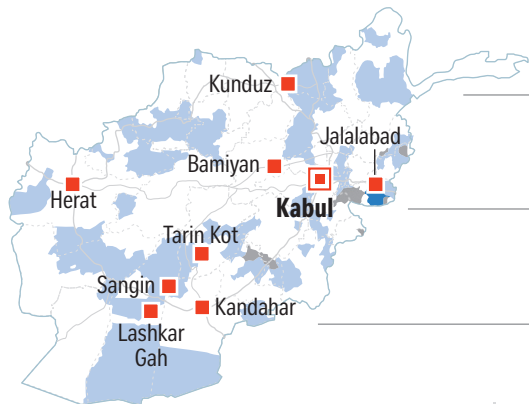 Kunduz
Jalalabad
Bamiyan
Kabul
Herat
Tarin Kot
Sangin
Kandahar
Lashkar
Gah